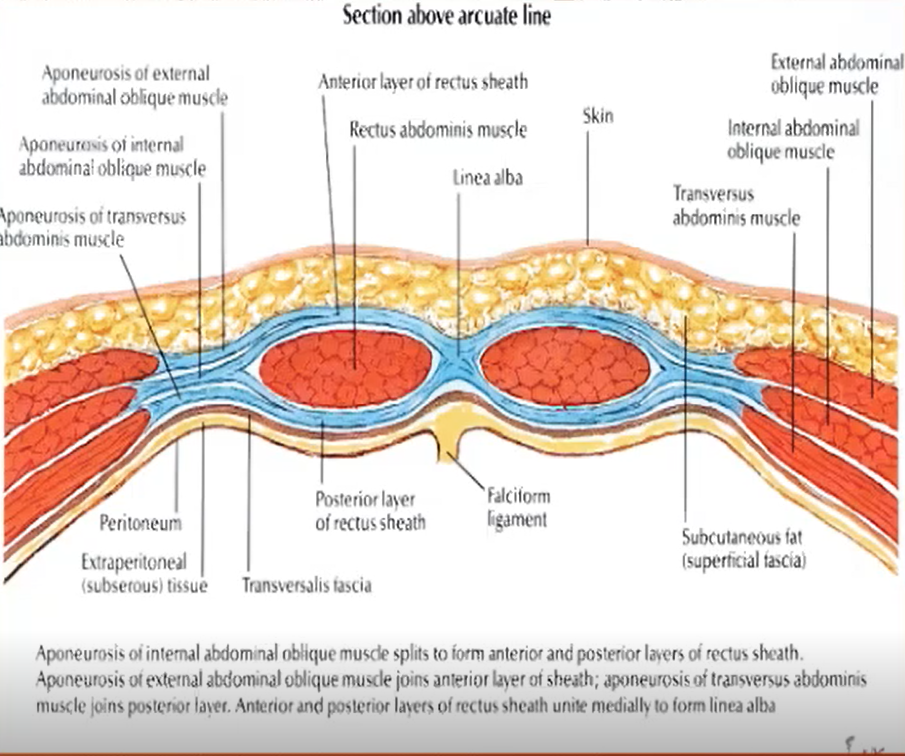 Section above arcuate line
Aponeurosis of external
abdominal oblique muscle
Aponeurosis of internal
abdominal oblique muscle
Aponeurosis of transversus
abdominis muscle
Anterior layer of rectus sheath
Rectus abdominis muscle
Linea alba
Skin
External abdominal
oblique muscle
Internal abdominal
oblique muscle
Transversus
abdominis muscle
Peritoneum
Extraperitoneal
(subserous) tissue
Transversalis fascia
Posterior layer
of rectus sheath
Falciform
ligament
Subcutaneous fat
(superficial fascia)
Aponeurosis of internal abdominal oblique muscle splits to form anterior and posterior layers of rectus sheath.
Aponeurosis of external abdominal oblique muscle joins anterior layer of sheath; aponeurosis of transversus abdominis
muscle joins posterior layer. Anterior and posterior layers of rectus sheath unite medially to form linea alba